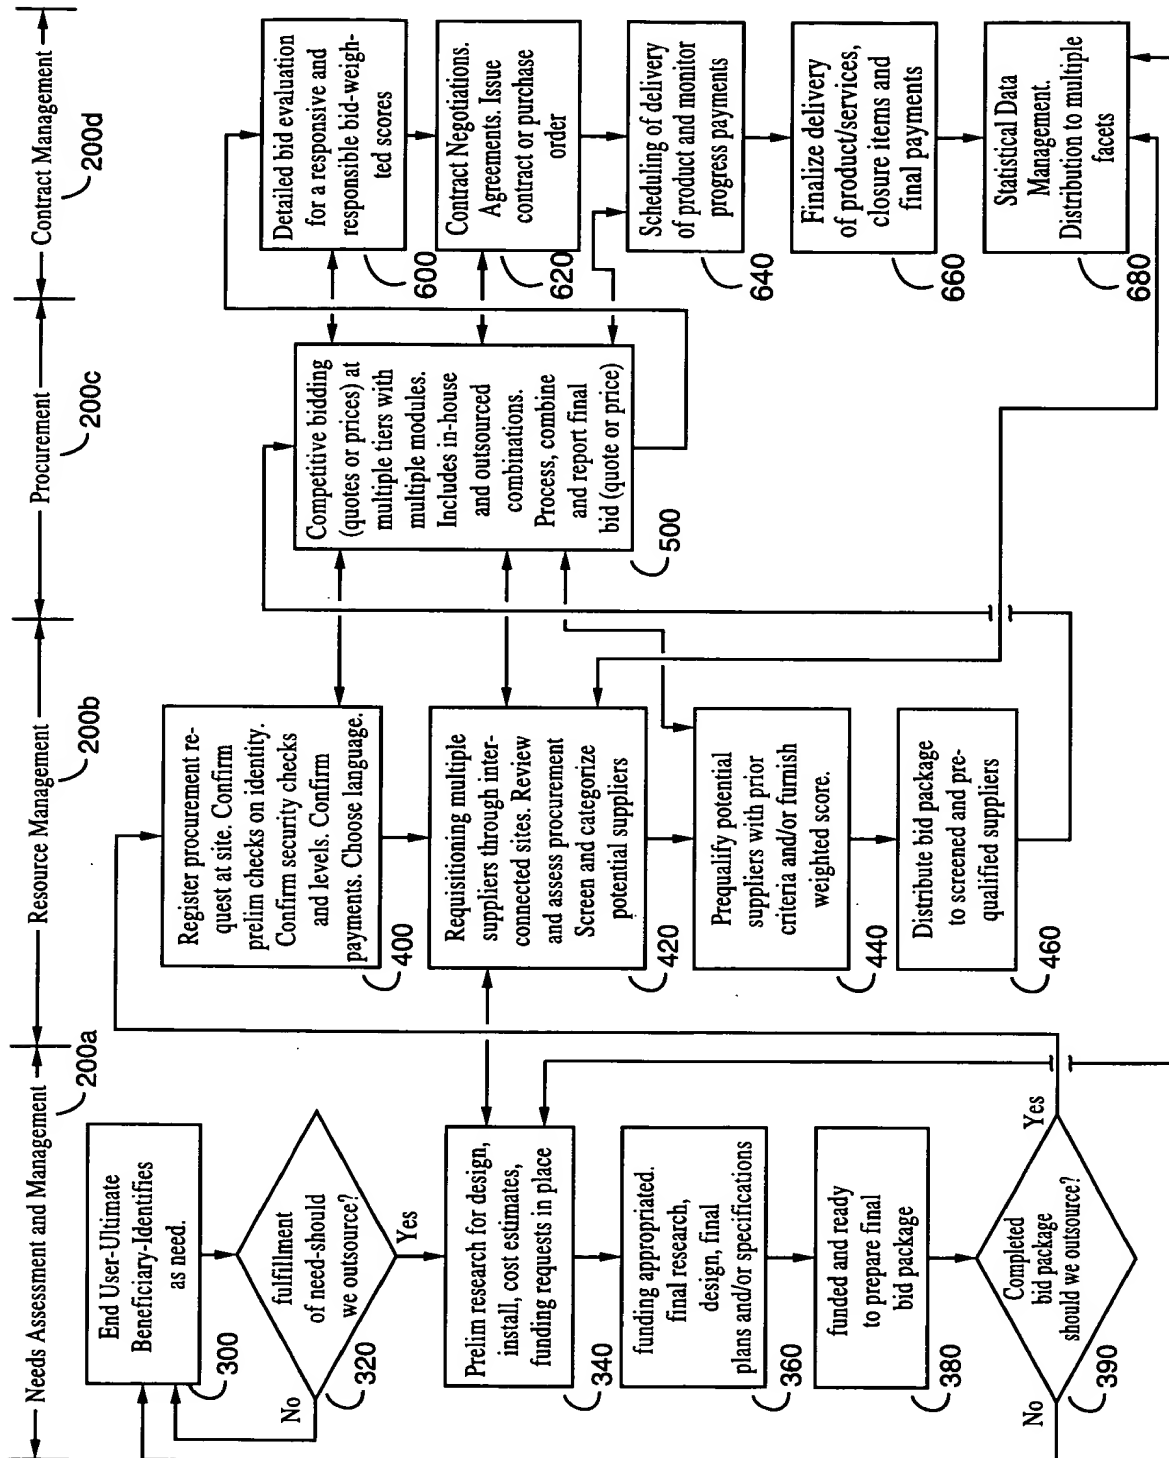 Needs Assessment and Management
200a
Resource Management
200b
Procurement
200c
Contract Management
200d
End User-Ultimate
Beneficiary-Identifies
as need.
300
fulfillment
of need-should
we outsource?
320
No
Yes
Prelim research for design,
install, cost estimates,
funding requests in place
340
funding appropriated.
final research,
design, final
plans and/or specifications
360
funded and ready
to prepare final
bid package
380
Completed
bid package
should we outsource?
390
No
Yes
Register procurement re-
quest at site. Confirm
prelim checks on identity.
Confirm security checks
and levels. Confirm
payments. Choose language.
400
Requisitioning multiple
suppliers through inter-
connected sites. Review
and assess procurement
Screen and categorize
potential suppliers
420
Prequalify potential
suppliers with prior
criteria and/or furnish
weighted score.
440
Distribute bid package
to screened and pre-
qualified suppliers
460
Competitive bidding
(quotes or prices) at
multiple tiers with
multiple modules.
Includes in-house
and outsourced
combinations.
Process, combine
and report final
bid (quote or price)
500
Detailed bid evaluation
for a responsive and
responsible bid-weigh-
ted scores
600
Contract Negotiations.
Agreements. Issue
contract or purchase
order
620
Scheduling of delivery
of product and monitor
progress payments
640
Finalize delivery
of product/services,
closure items and
final payments
660
Statistical Data
Management.
Distribution to multiple
facets
680